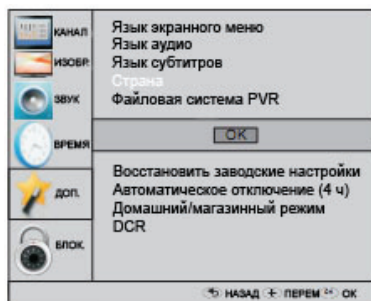 КАНАЛ
ИЗОБР.
ЗВУК
ВРЕМЯ
ДОП.
БЛОК.
Язык экранного меню
Язык аудио
Язык субтитров
Страна
Файловая система PVR
OK
Восстановить заводские настройки
Автоматическое отключение (4 ч)
Домашний/магазинный режим
DCR
НАЗАД ПЕРЕМ OK